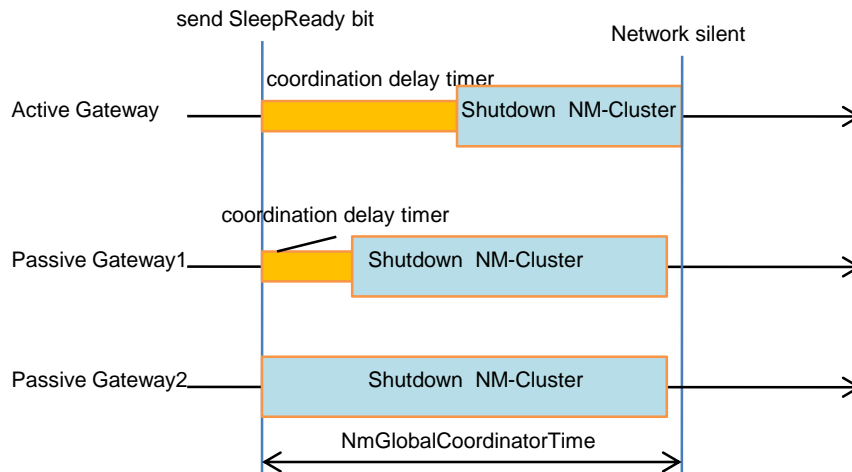 send SleepReady bit
Network silent
coordination delay timer
Active Gateway
Shutdown NM-Cluster
coordination delay timer
Passive Gateway1
Shutdown NM-Cluster
Passive Gateway2
Shutdown NM-Cluster
NmGlobalCoordinatorTime